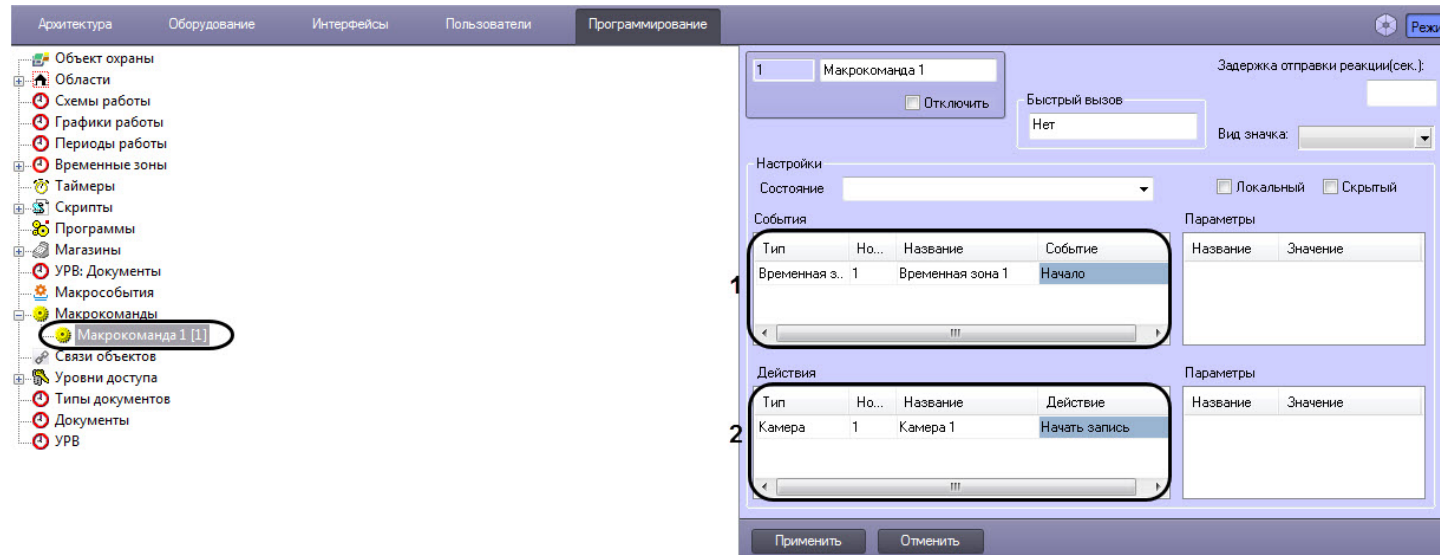 Архитектура Оборудование Интерфейсы Пользователи Программирование
Объект охраны
Области
Схемы работы
Графики работы
Периоды работы
Временные зоны
Таймеры
Скрипты
Программы
Магазины
УРВ: Документы
Макрособытия
Макрокоманды
Макрокоманда 1 [1]
Связи объектов
Уровни доступа
Типы документов
Документы
УРВ
1 Макрокоманда 1
Отключить
Быстрый вызов
Нет
Задержка отправки реакции(сек.):
Вид значка:
Настройки
Состояние
Локальный Скрытый
События
Тип Но... Название Событие
Временная з.. 1 Временная зона 1 Начало
1
Параметры
Название Значение
Действия
Тип Но... Название Действие
Камера 1 Камера 1 Начать запись
2
Параметры
Название Значение
Применить Отменить